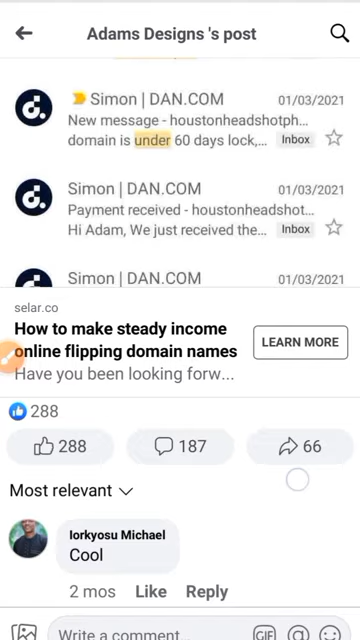 Adams Designs 's post
Simon | DAN.COM 01/03/2021
New message - houstonheadshotph...
domain is under 60 days lock,... Inbox
Simon | DAN.COM 01/03/2021
Payment received - houstonheadshot...
Hi Adam, We just received the... Inbox
Simon | DAN.COM 01/03/2021
selar.co
How to make steady income
online flipping domain names
Have you been looking forw...
LEARN MORE
288
288 187 66
Most relevant
Iorkyosu Michael
Cool
2 mos Like Reply
Write a comment...
GIF